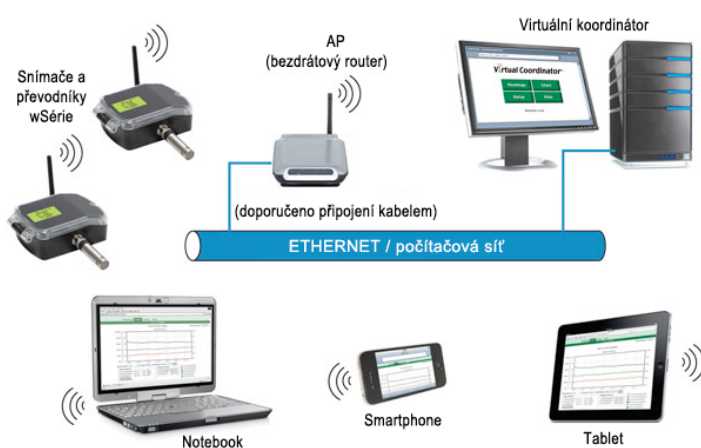 AP
(bezdrátový router)
Virtuální koordinátor
Snímače a
převodníky
wSérie
Virtual Coordinator
(doporučeno připojení kabelem)
ETHERNET / počítačová síť
Notebook
Smartphone
Tablet